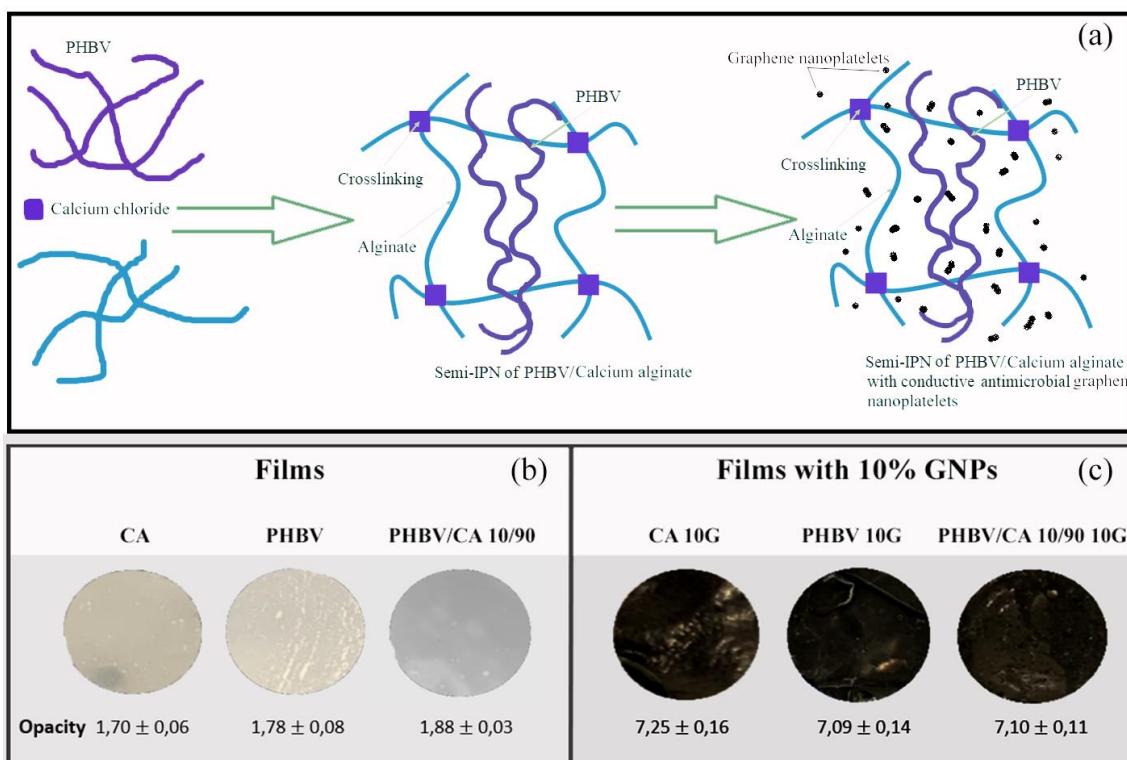 (a)
PHBV
Calcium chloride
Crosslinking
Alginate
PHBV
Semi-IPN of PHBV/Calcium alginate
Graphene nanoplatelets
PHBV
Crosslinking
Alginate
Semi-IPN of PHBV/Calcium alginate
with conductive antimicrobial graphen
nanoplatelets
Films
(b)
CA PHBV PHBV/CA 10/90
Opacity 1,70 ± 0,06 1,78 ± 0,08 1,88 ± 0,03
Films with 10% GNPs
(c)
CA 10G PHBV 10G PHBV/CA 10/90 10G
7,25 ± 0,16 7,09 ± 0,14 7,10 ± 0,11